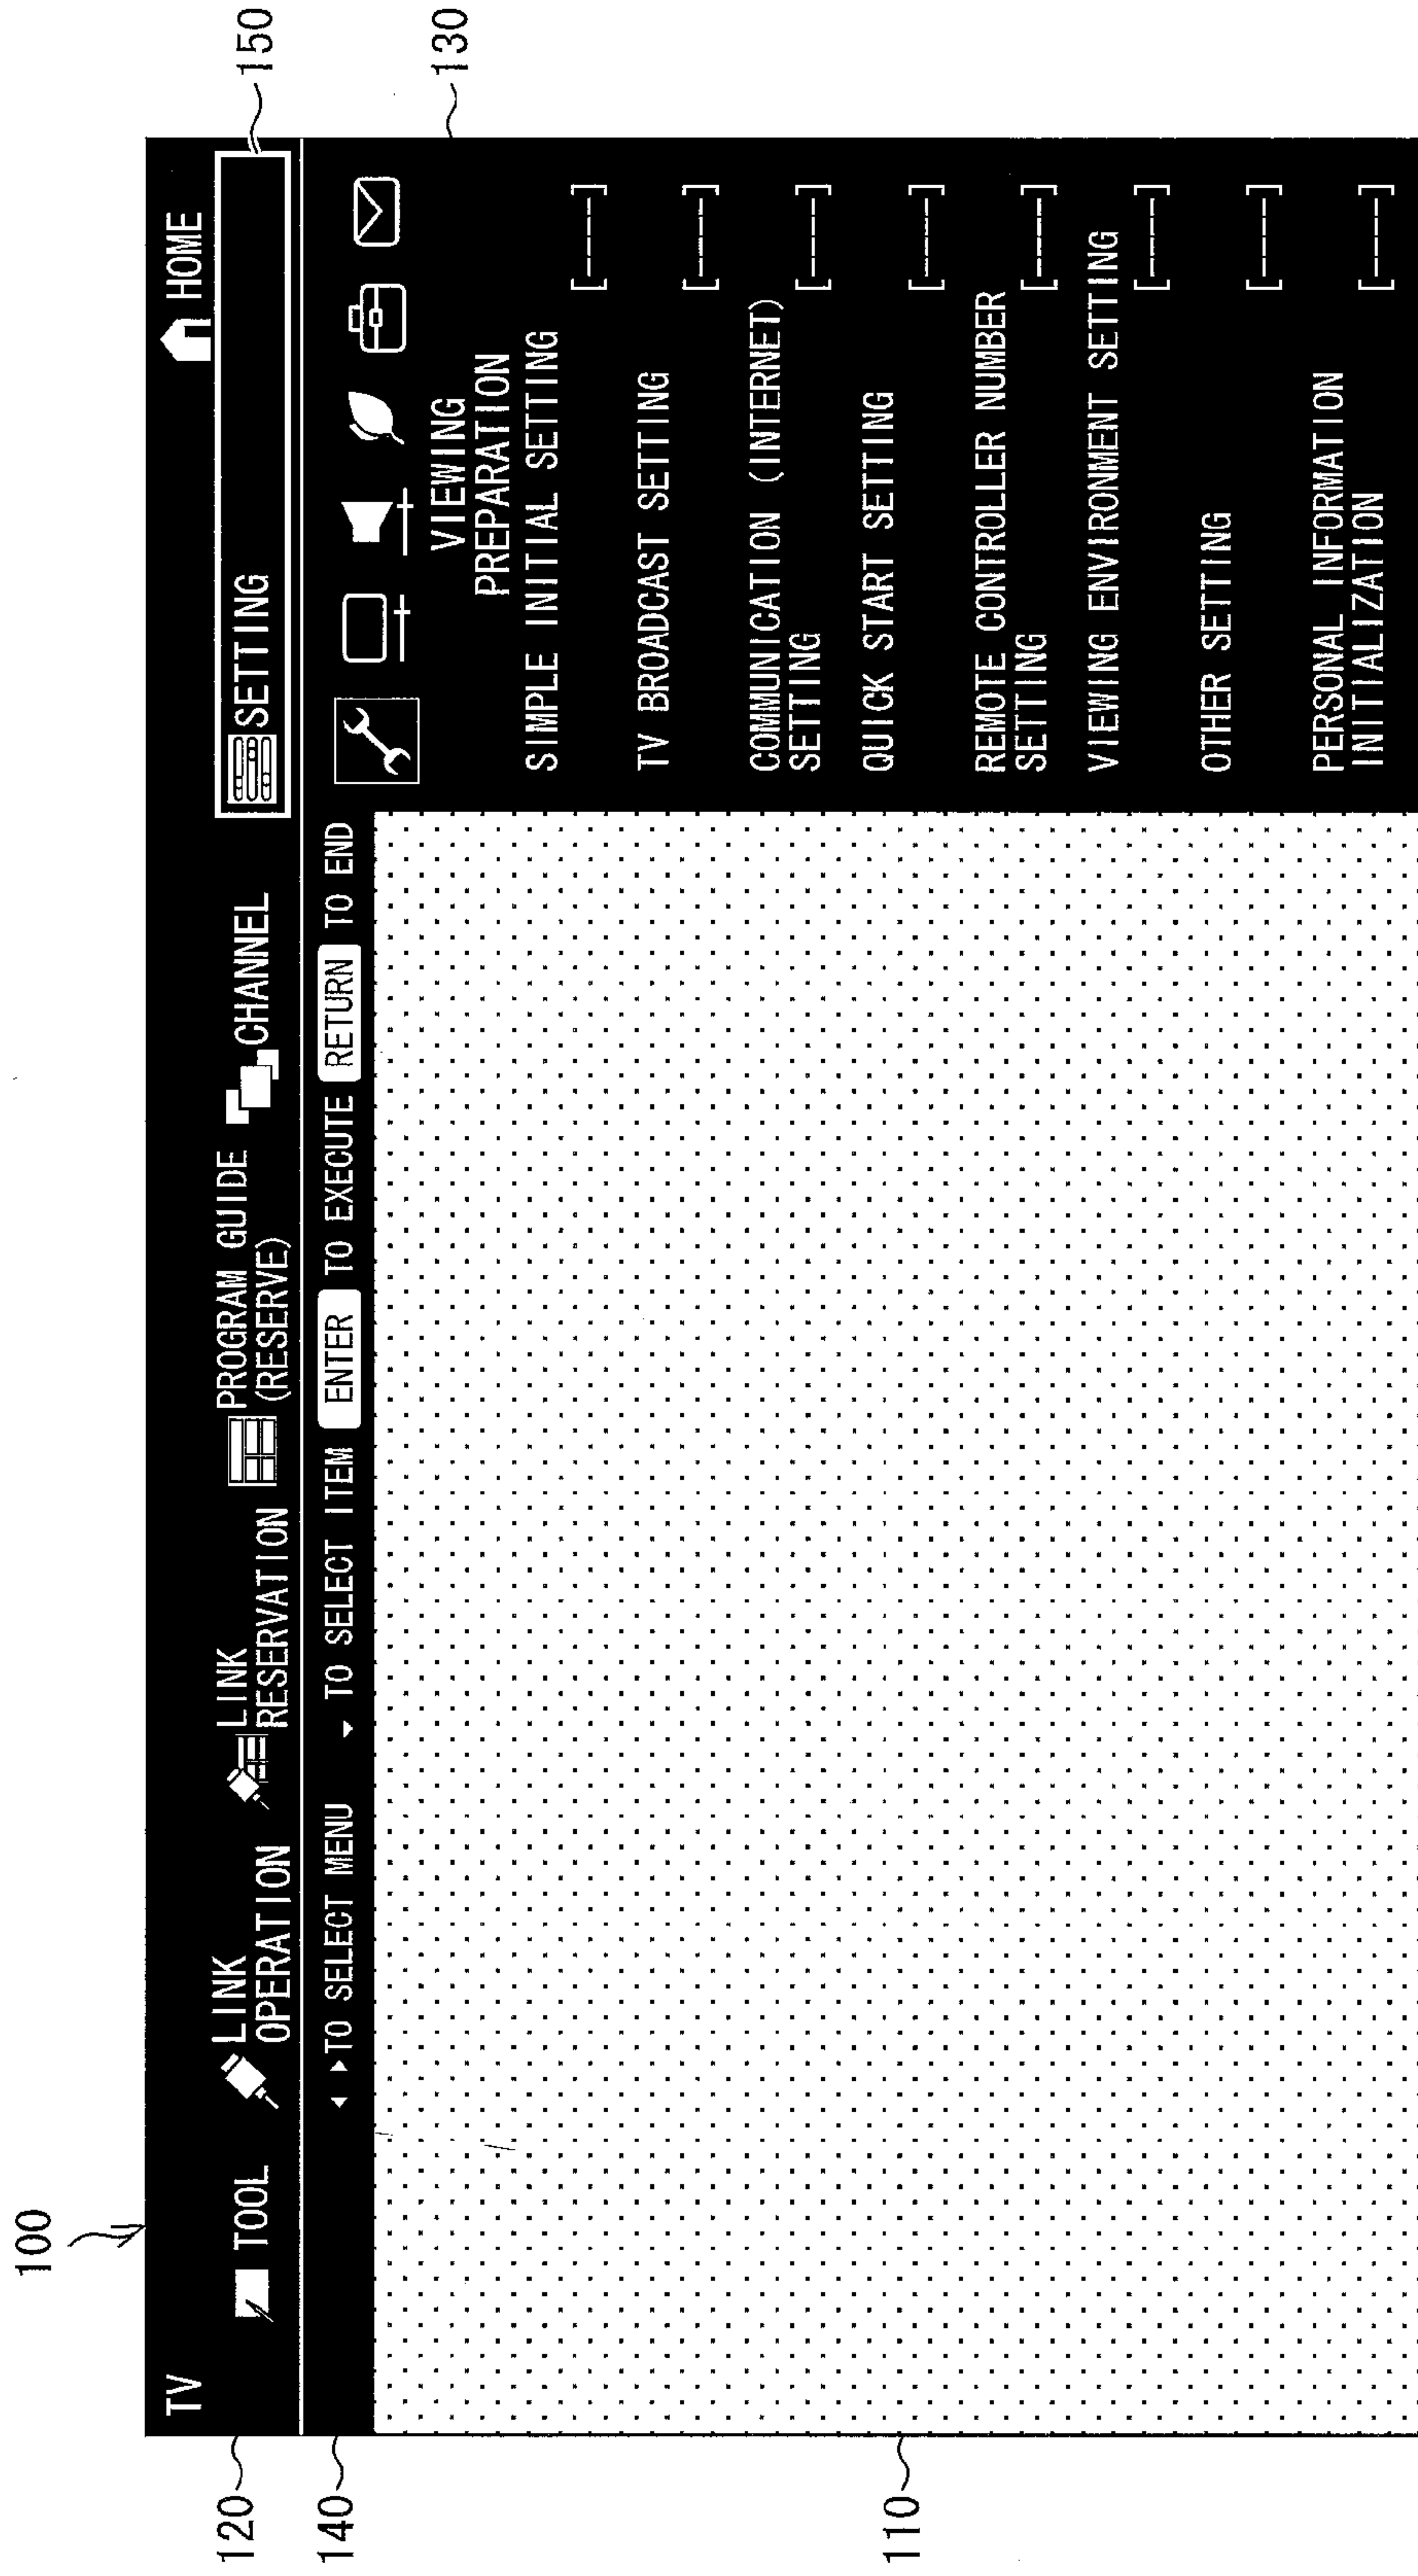 100
TV
HOME
120
TOOL
LINK
OPERATION
LINK
RESERVATION
PROGRAM GUIDE
(RESERVE)
CHANNEL
SETTING
150
140
TO SELECT MENU
TO SELECT ITEM
ENTER
TO EXECUTE
RETURN
TO END
130
VIEWING
PREPARATION
SIMPLE INITIAL SETTING
[-----]
TV BROADCAST SETTING
[-----]
COMMUNICATION (INTERNET)
SETTING
[-----]
QUICK START SETTING
[-----]
REMOTE CONTROLLER NUMBER
SETTING
[-----]
VIEWING ENVIRONMENT SETTING
[-----]
OTHER SETTING
[-----]
PERSONAL INFORMATION
INITIALIZATION
[-----]
110